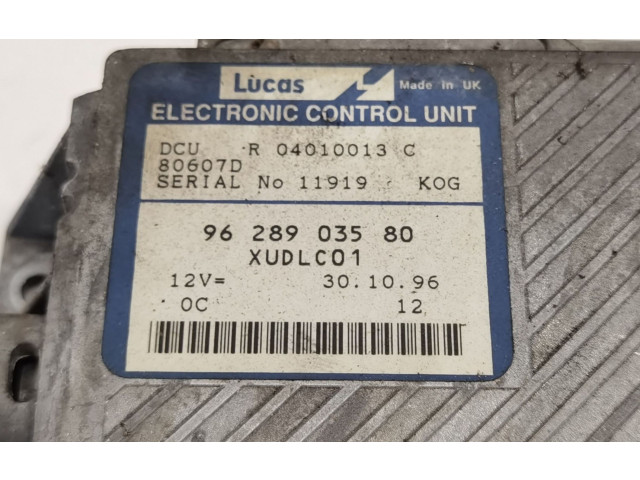 Lucas Made in UK
ELECTRONIC CONTROL UNIT
DCU R 04010013 C
80607D
SERIAL No 11919 KOG
96 289 035 80
XUDLC01
12V= 30.10.96
0C 12